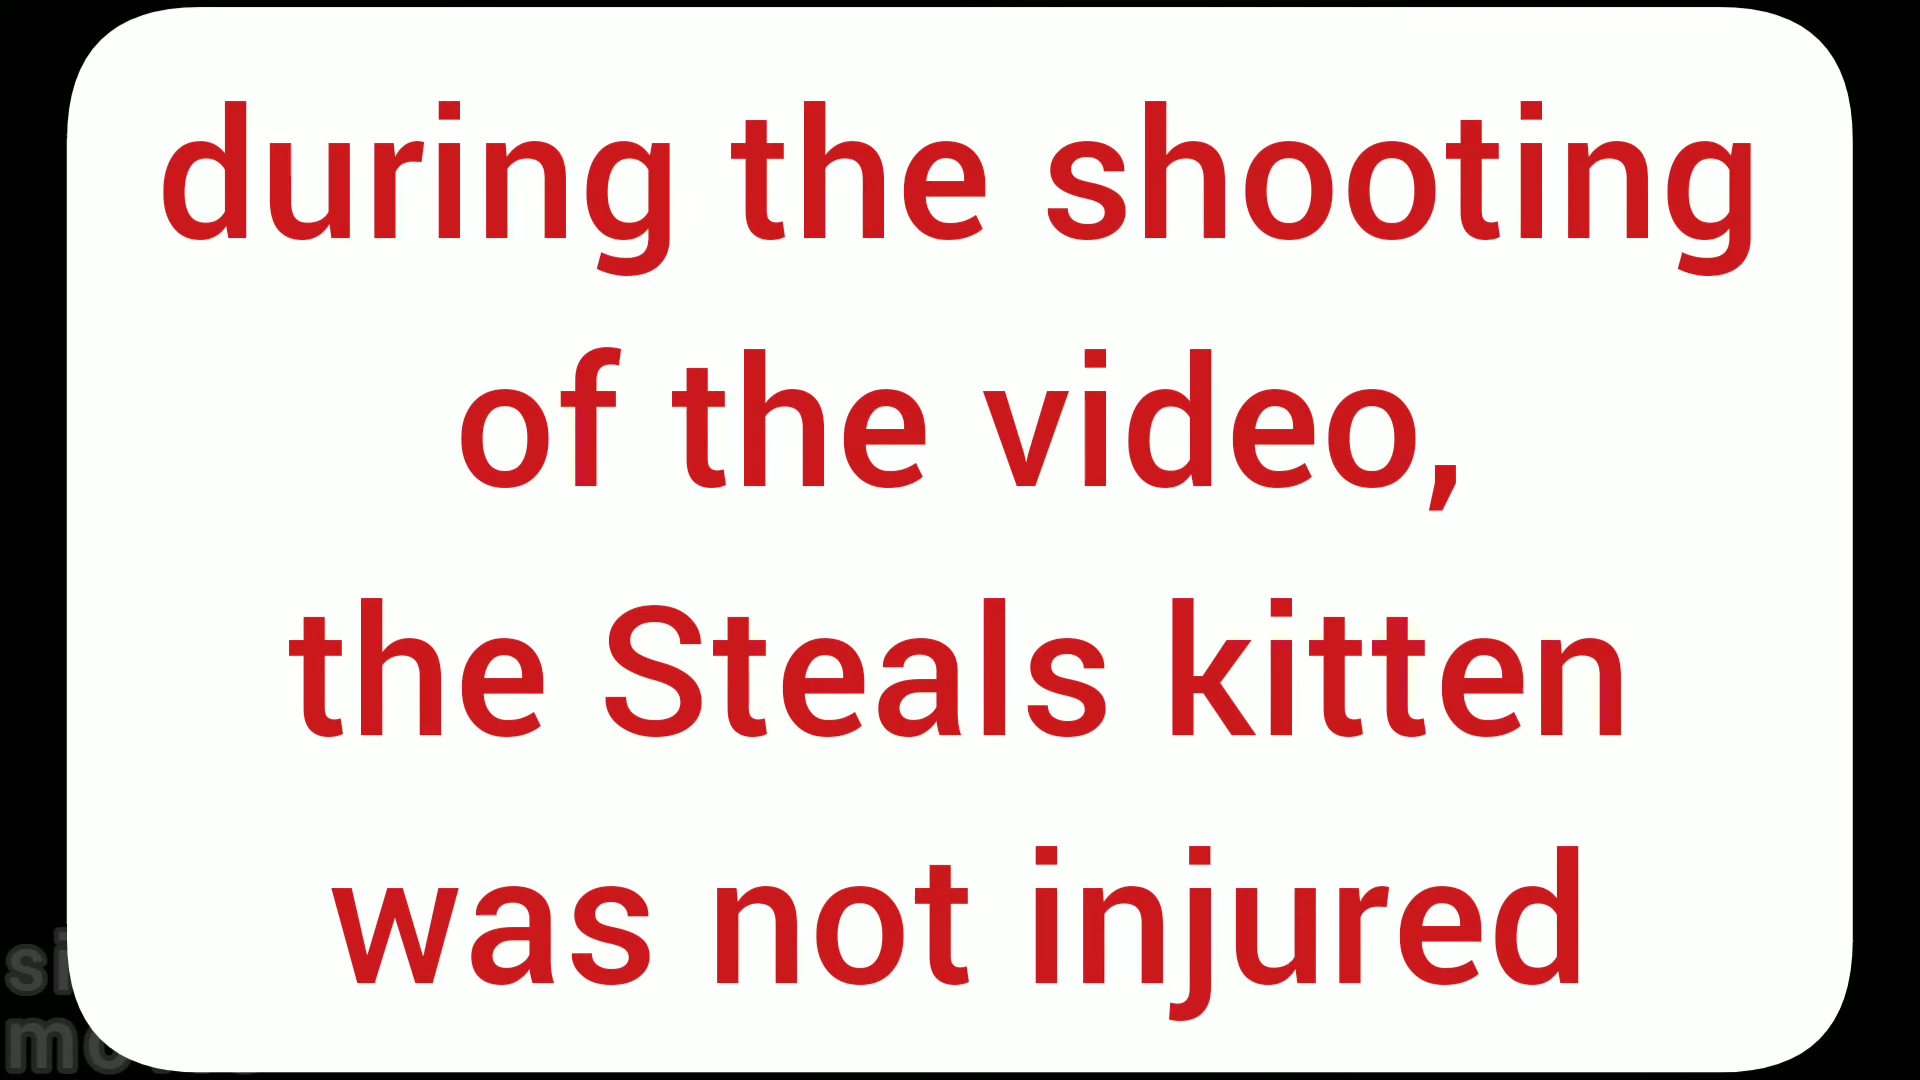 during the shooting
of the video,
the Steals kitten
was not injured